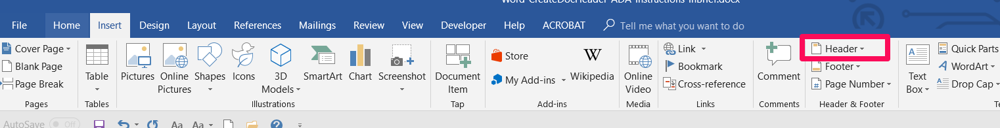 Word-CreateDocHeader-ADA-Instructions-InBrief.docx
File Home Insert Design Layout References Mailings Review View Developer Help ACROBAT Tell me what you want to do
Cover Page
Blank Page
Page Break
Pages
Table
Tables
Pictures
Online
Pictures
Shapes
Icons
3D
Models
SmartArt
Chart
Screenshot
Illustrations
Document
Item
Tap
Store
My Add-ins
W
Wikipedia
Add-ins
Online
Video
Media
Link
Bookmark
Cross-reference
Links
Comment
Comments
Header
Footer
Page Number
Header & Footer
Text
Box
Quick Parts
WordArt
Drop Cap
AutoSave Off
Aa Aa